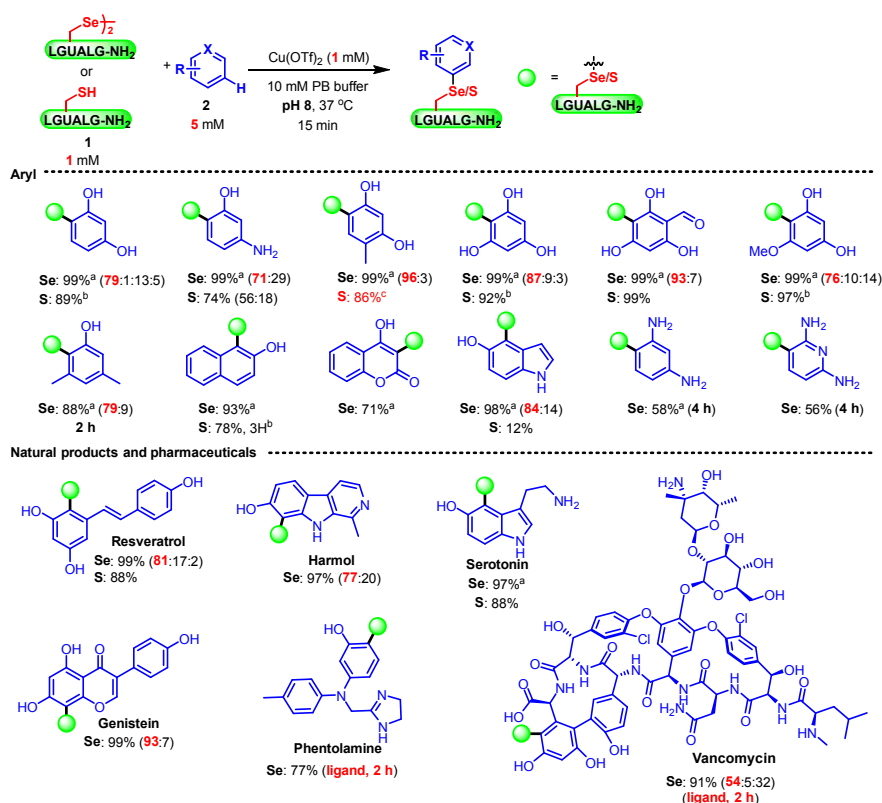 Se
2
LGUALG-NH2
or
SH
LGUALG-NH2
1
1 mM
+
R
X
H
2
5 mM
Cu(OTf)2 (1 mM)
10 mM PB buffer
pH 8, 37 °C
15 min
R
X
Se/S
LGUALG-NH2
=
Se/S
LGUALG-NH2
Aryl
OH
OH
Se: 99%a (79:1:13:5)
S: 89%b
OH
NH2
Se: 99%a (71:29)
S: 74% (56:18)
OH
OH
Se: 99%a (96:3)
S: 86%c
OH
HO
OH
Se: 99%a (87:9:3)
S: 92%b
OH
O
HO
OH
Se: 99%a (93:7)
S: 99%
OH
MeO
OH
Se: 99%a (76:10:14)
S: 97%b
OH
Se: 88%a (79:9)
2 h
OH
Se: 93%a
S: 78%, 3Hb
OH
O
O
Se: 71%a
HO
N
H
Se: 98%a (84:14)
S: 12%
NH2
NH2
Se: 58%a (4 h)
NH2
N
NH2
Se: 56% (4 h)
Natural products and pharmaceuticals
HO
OH
OH
Resveratrol
Se: 99% (81:17:2)
S: 88%
HO
N
H
N
Harmol
Se: 97% (77:20)
HO
NH2
N
H
Serotonin
Se: 97%a
S: 88%
OH
O
OH
HO
O
Genistein
Se: 99% (93:7)
HO
N
N
N
H
Phentolamine
Se: 77% (ligand, 2 h)
H2N
OH
O
O
OH
OH
O
OH
O
O
O
Cl
Cl
HO
OH
O
H
N
O
N
H
O
H
N
O
N
H
O
H
N
O
NH
HN
O
HO
H2N
O
HO
OH
OH
Vancomycin
Se: 91% (54:5:32)
(ligand, 2 h)